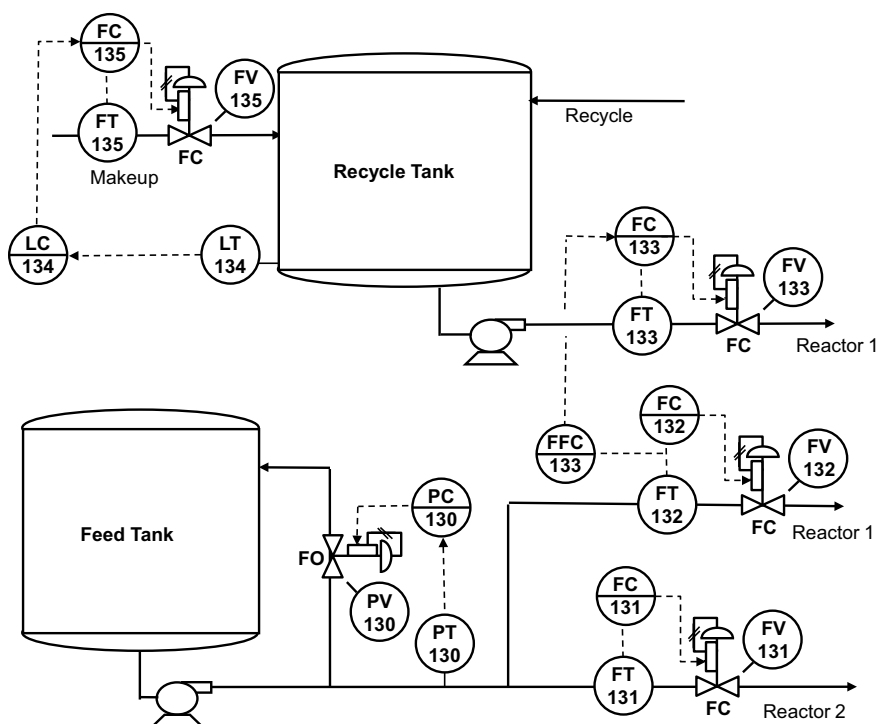 FC
135
FV
135
FT
135
FC
Makeup
Recycle Tank
Recycle
LC
134
LT
134
FC
133
FV
133
FT
133
FC
Reactor 1
FC
132
FFC
133
FV
132
FT
132
FC
Reactor 1
Feed Tank
PC
130
FO
PV
130
PT
130
FC
131
FV
131
FT
131
FC
Reactor 2